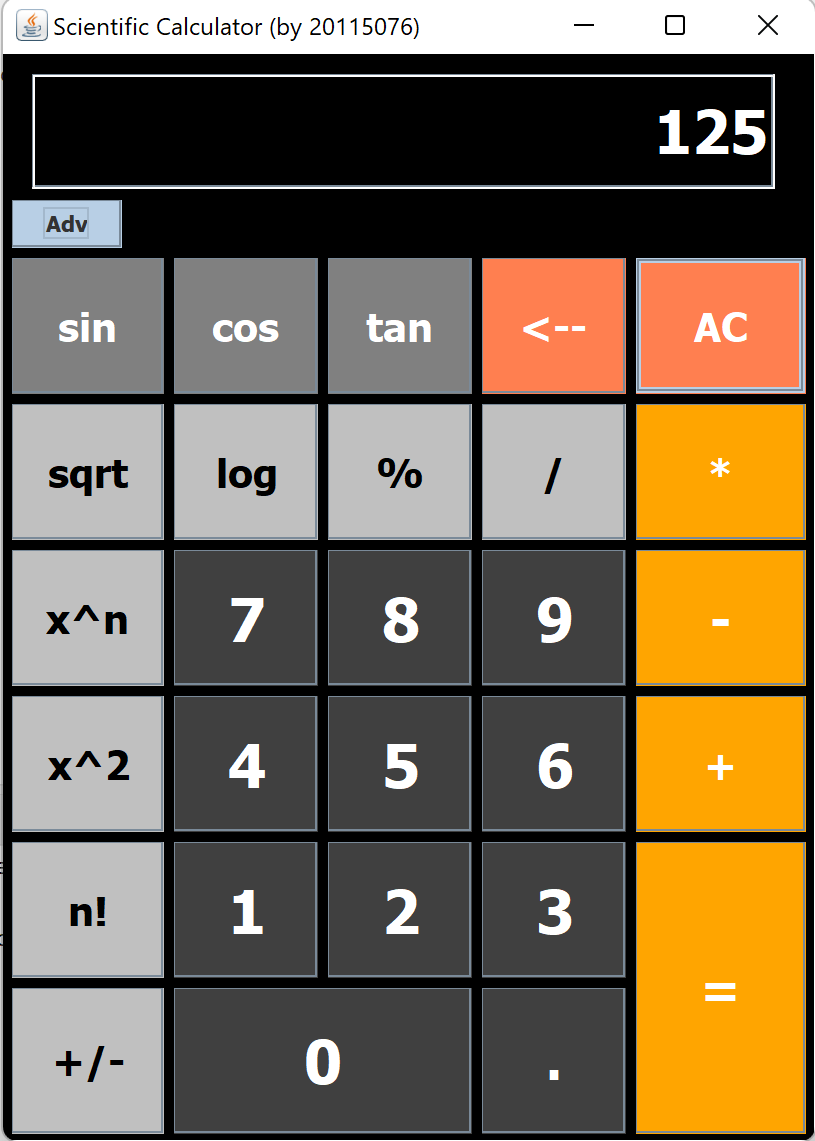 Scientific Calculator (by 20115076)
125
Adv
sin cos tan <-- AC
sqrt log % / *
x^n 7 8 9 -
x^2 4 5 6 +
n! 1 2 3
=
+/- 0 .